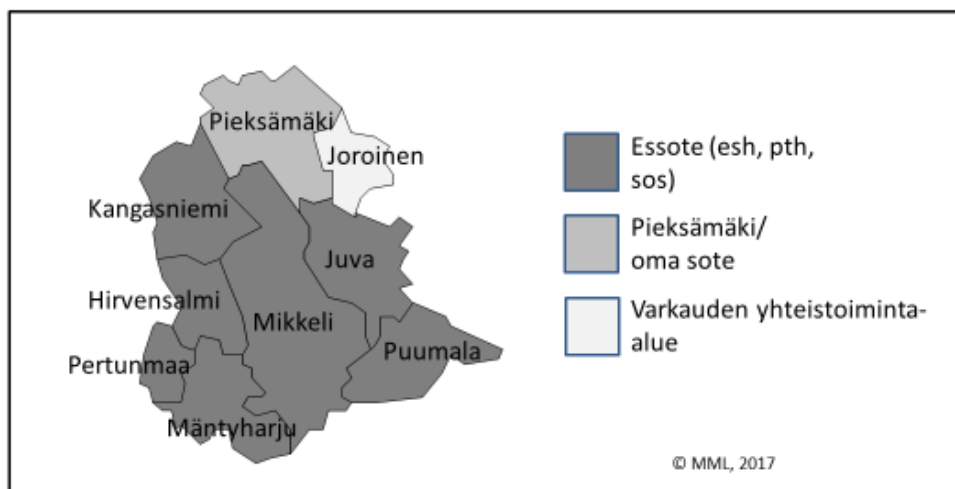 Pieksämäki
Joroinen
Kangasniemi
Juva
Hirvensalmi
Mikkeli
Pertunmaa
Puumala
Mäntyharju
Essote (esh, pth,
sos)
Pieksämäki/
oma sote
Varkauden yhteistoiminta-
alue
© MML, 2017